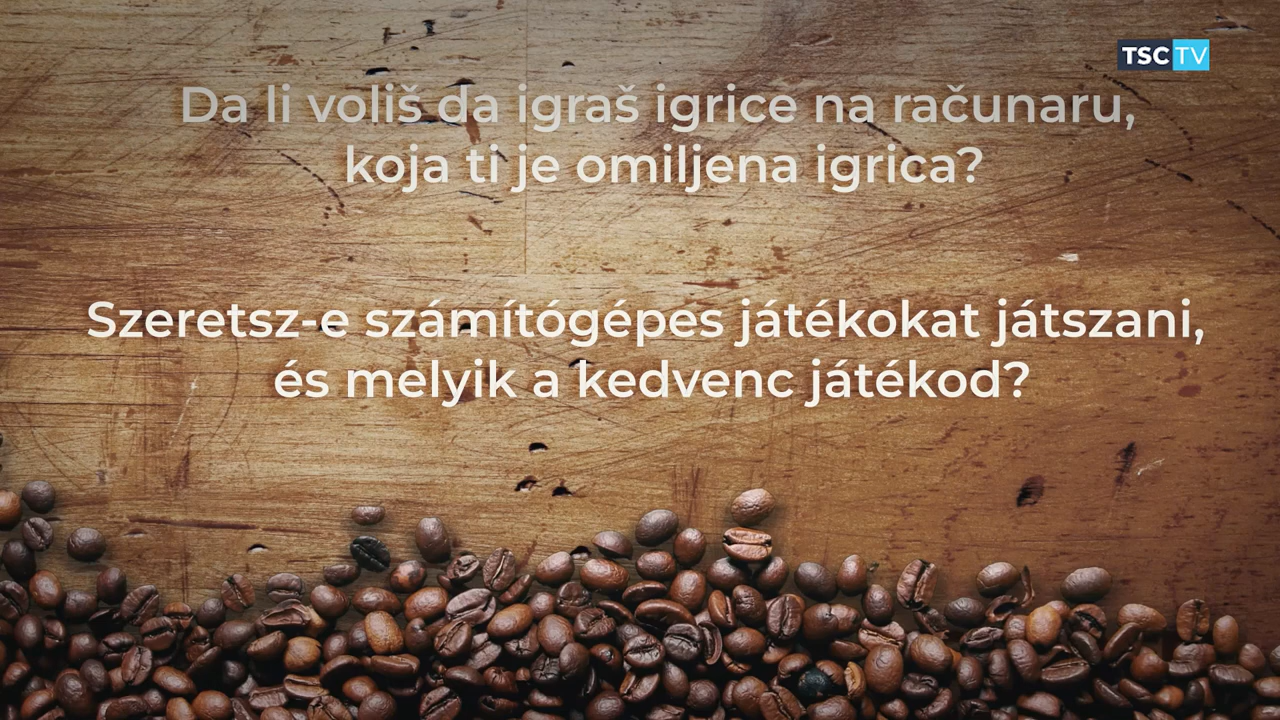 TSC TV
Da li voliš da igraš igrice na računaru,
koja ti je omiljena igrica?
Szeretsz-e számítógépes játékokat játszani,
és melyik a kedvenc játékod?